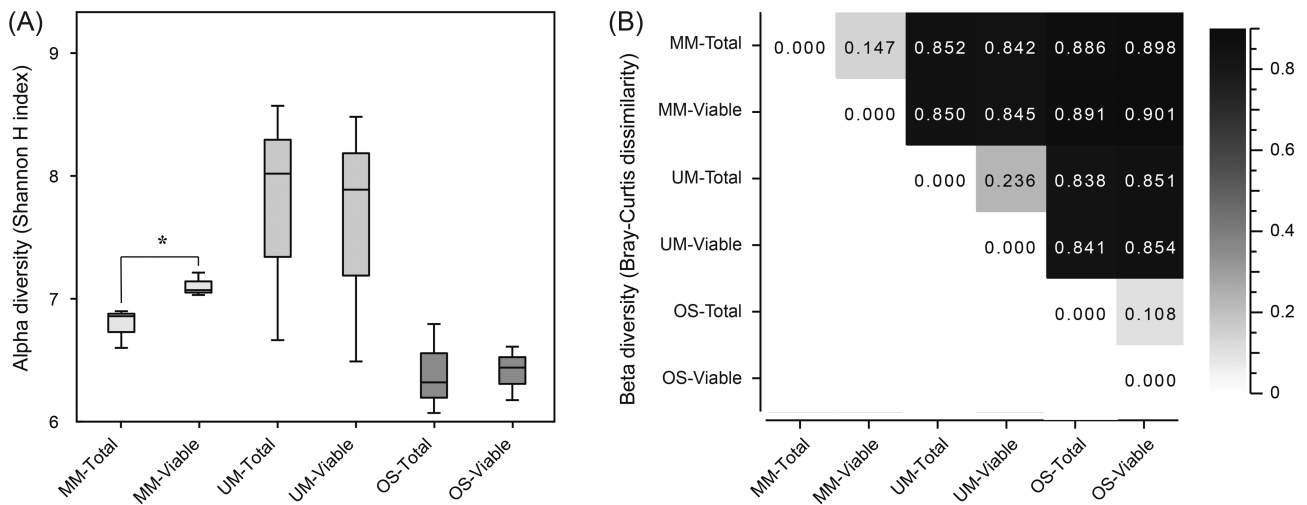 (A)
Alpha diversity (Shannon H index)
9
8
7
6
*
MM-Total
MM-Viable
UM-Total
UM-Viable
OS-Total
OS-Viable
(B)
Beta diversity (Bray-Curtis dissimilarity)
MM-Total 0.000 0.147 0.852 0.842 0.886 0.898
MM-Viable 0.000 0.850 0.845 0.891 0.901
UM-Total 0.000 0.236 0.838 0.851
UM-Viable 0.000 0.841 0.854
OS-Total 0.000 0.108
OS-Viable 0.000
MM-Total
MM-Viable
UM-Total
UM-Viable
OS-Total
OS-Viable
0.8
0.6
0.4
0.2
0